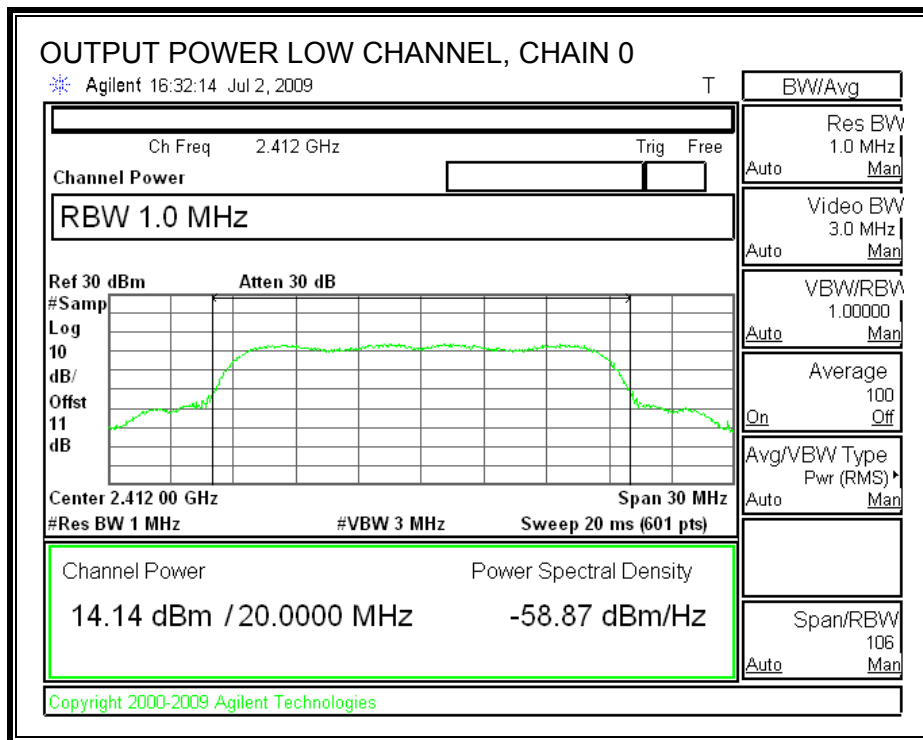 OUTPUT POWER LOW CHANNEL, CHAIN 0
Agilent 16:32:14 Jul 2, 2009 T
Ch Freq 2.412 GHz Trig Free
Channel Power
RBW 1.0 MHz
Ref 30 dBm Atten 30 dB
#Samp
Log
10
dB/
Offst
11
dB
Center 2.412 00 GHz Span 30 MHz
#Res BW 1 MHz #VBW 3 MHz Sweep 20 ms (601 pts)
Channel Power Power Spectral Density
14.14 dBm / 20.0000 MHz -58.87 dBm/Hz
Copyright 2000-2009 Agilent Technologies
BW/Avg
Res BW
1.0 MHz
Auto Man
Video BW
3.0 MHz
Auto Man
VBW/RBW
1.00000
Auto Man
Average
100
On Off
Avg/VBW Type
Pwr (RMS)
Auto Man
Span/RBW
106
Auto Man